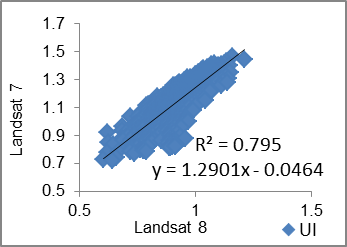 1.7
1.5
1.3
1.1
0.9
0.7
0.5
Landsat 7
R² = 0.795
y = 1.2901x - 0.0464
0.5 1 1.5
Landsat 8
UI